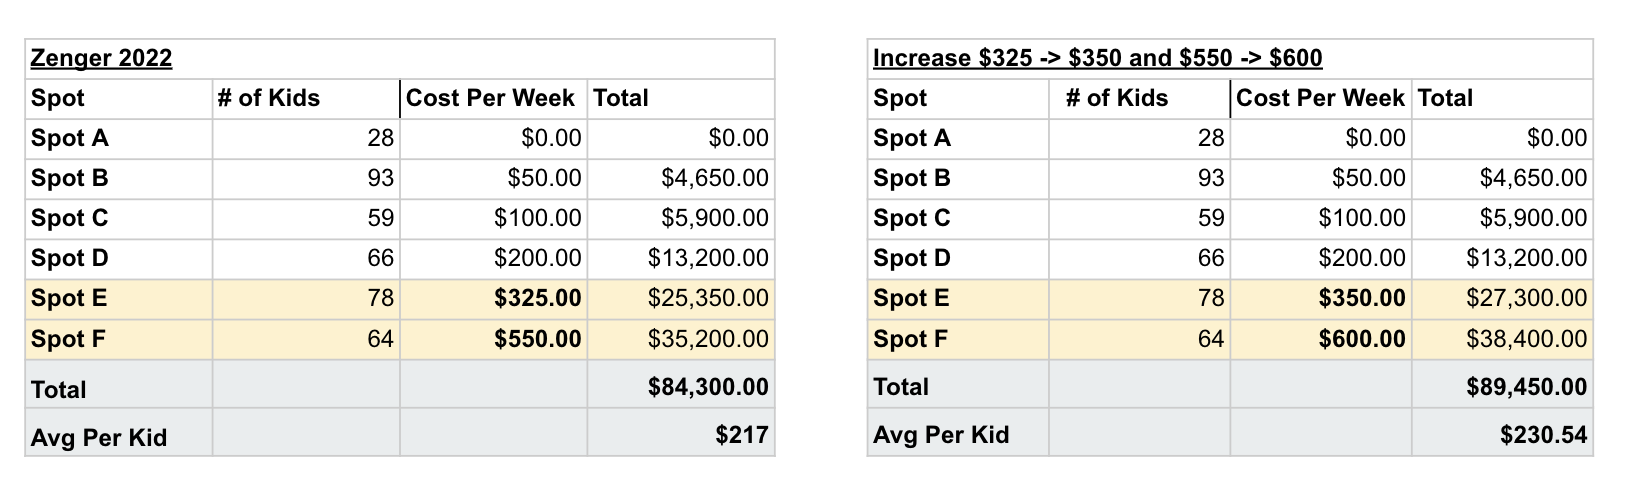 Zenger 2022
Spot # of Kids Cost Per Week Total
Spot A 28 $0.00 $0.00
Spot B 93 $50.00 $4,650.00
Spot C 59 $100.00 $5,900.00
Spot D 66 $200.00 $13,200.00
Spot E 78 $325.00 $25,350.00
Spot F 64 $550.00 $35,200.00
Total $84,300.00
Avg Per Kid $217
Increase $325 -> $350 and $550 -> $600
Spot # of Kids Cost Per Week Total
Spot A 28 $0.00 $0.00
Spot B 93 $50.00 $4,650.00
Spot C 59 $100.00 $5,900.00
Spot D 66 $200.00 $13,200.00
Spot E 78 $350.00 $27,300.00
Spot F 64 $600.00 $38,400.00
Total $89,450.00
Avg Per Kid $230.54